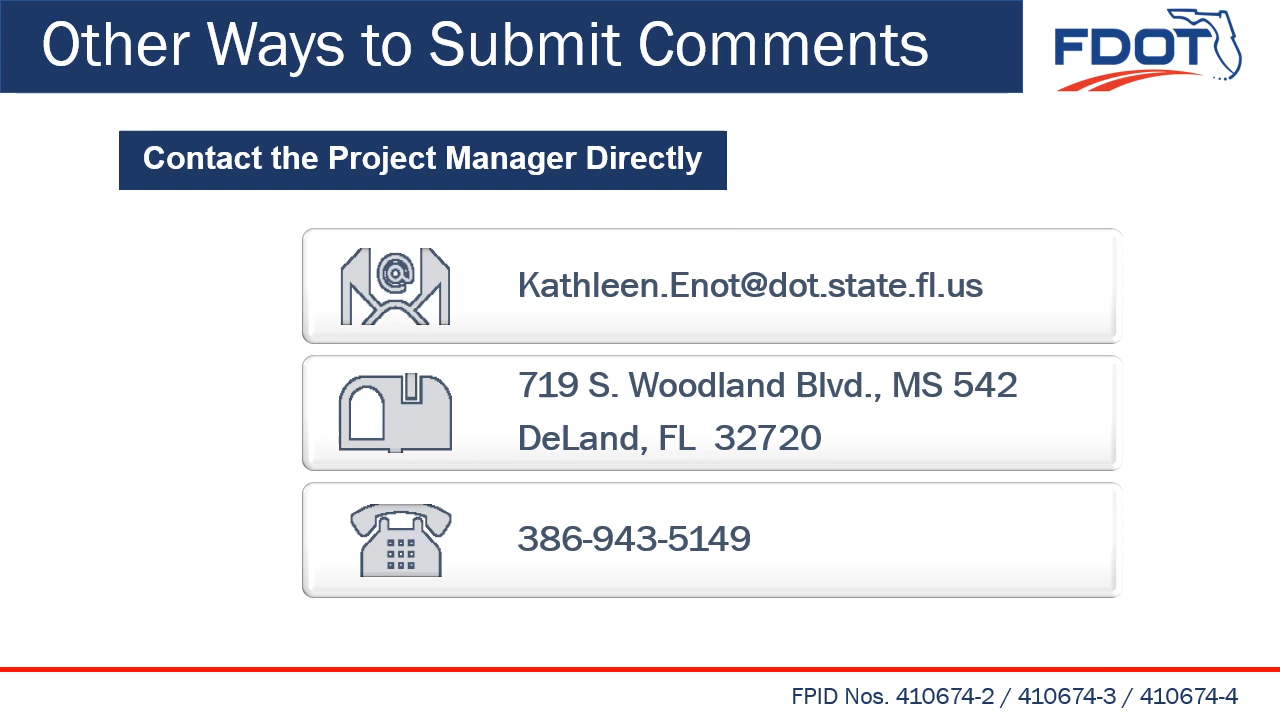 Other Ways to Submit Comments
FDOT
Contact the Project Manager Directly
Kathleen.Enot@dot.state.fl.us
719 S. Woodland Blvd., MS 542
DeLand, FL  32720
386-943-5149
FPID Nos. 410674-2 / 410674-3 / 410674-4